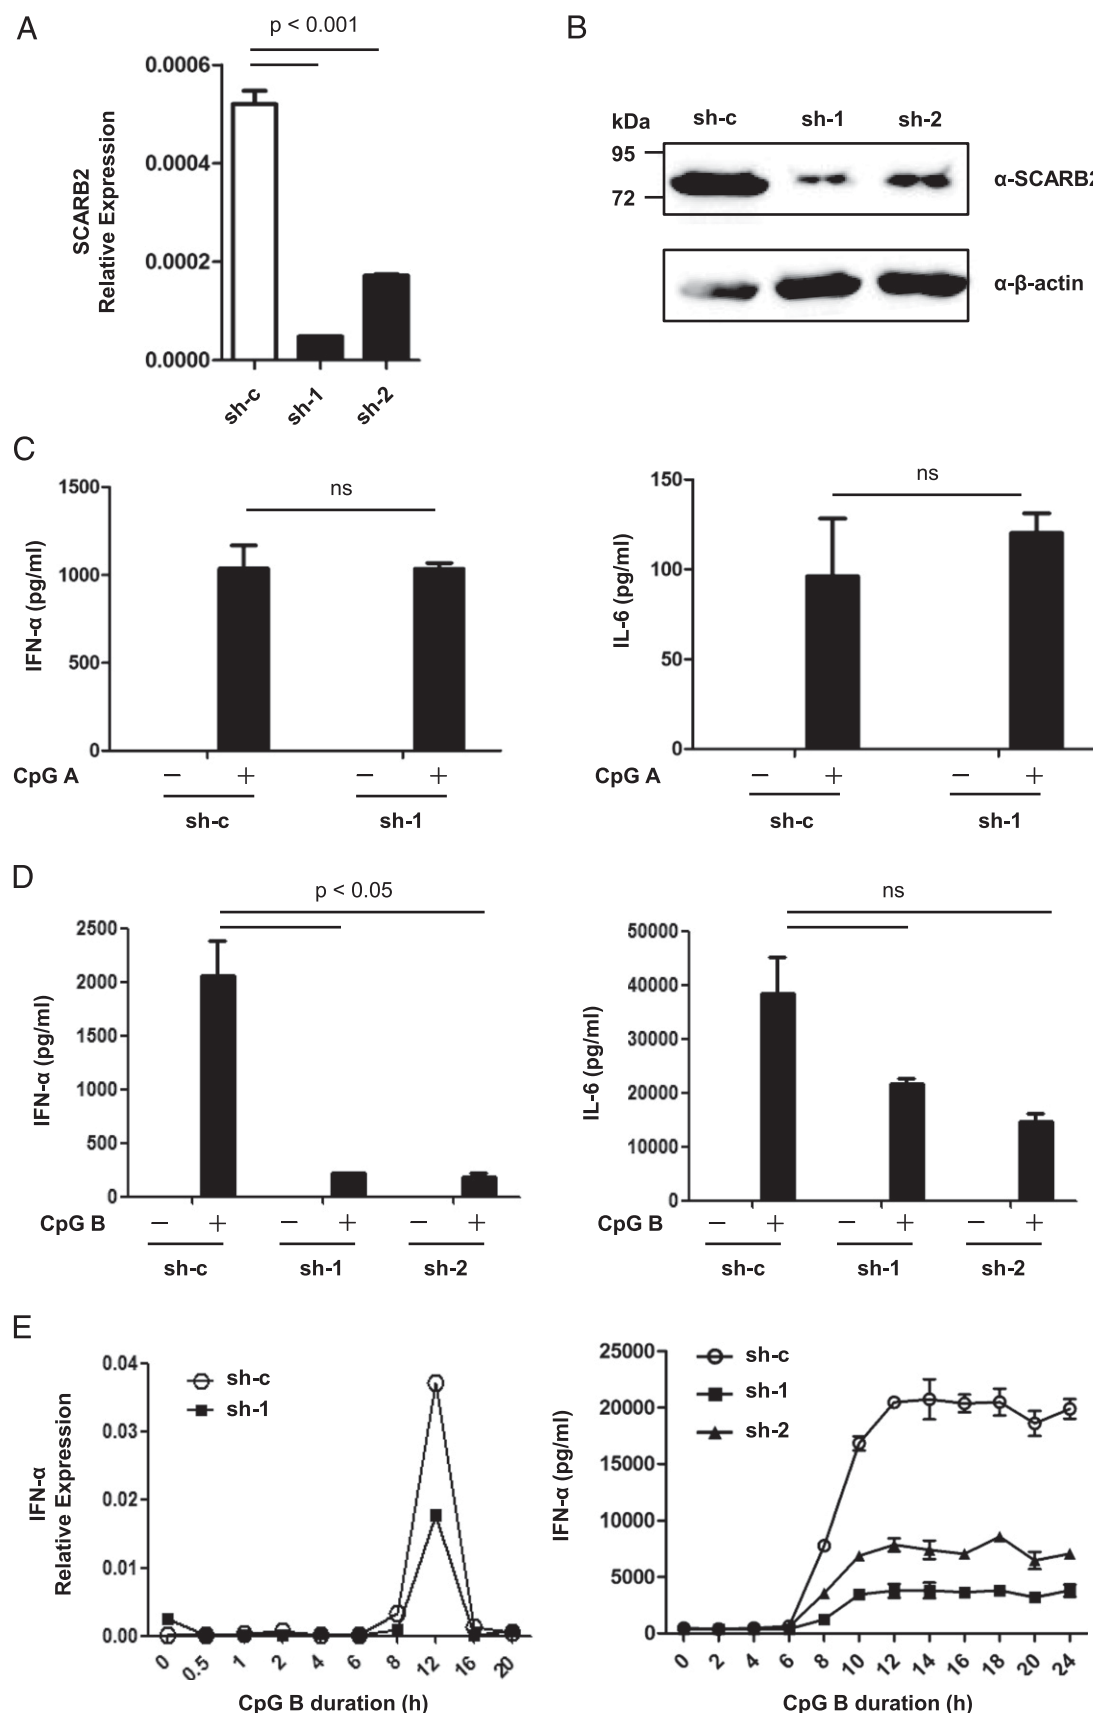 A
p < 0.001
SCARB2
Relative Expression
0.0006
0.0004
0.0002
0.0000
sh-c
sh-1
sh-2
B
kDa
sh-c sh-1 sh-2
95
72
α-SCARB2
α-β-actin
C
IFN-α (pg/ml)
1500
1000
500
0
ns
CpG A − + − +
sh-c sh-1
IL-6 (pg/ml)
150
100
50
0
ns
CpG A − + − +
sh-c sh-1
D
p < 0.05
IFN-α (pg/ml)
2500
2000
1500
1000
500
0
CpG B − + − + − +
sh-c sh-1 sh-2
ns
IL-6 (pg/ml)
50000
40000
30000
20000
10000
0
CpG B − + − + − +
sh-c sh-1 sh-2
E
IFN-α
Relative Expression
0.04
0.03
0.02
0.01
0.00
sh-c
sh-1
0 0.5 1 2 4 6 8 12 16 20
CpG B duration (h)
IFN-α (pg/ml)
25000
20000
15000
10000
5000
0
sh-c
sh-1
sh-2
0 2 4 6 8 10 12 14 16 18 20 24
CpG B duration (h)